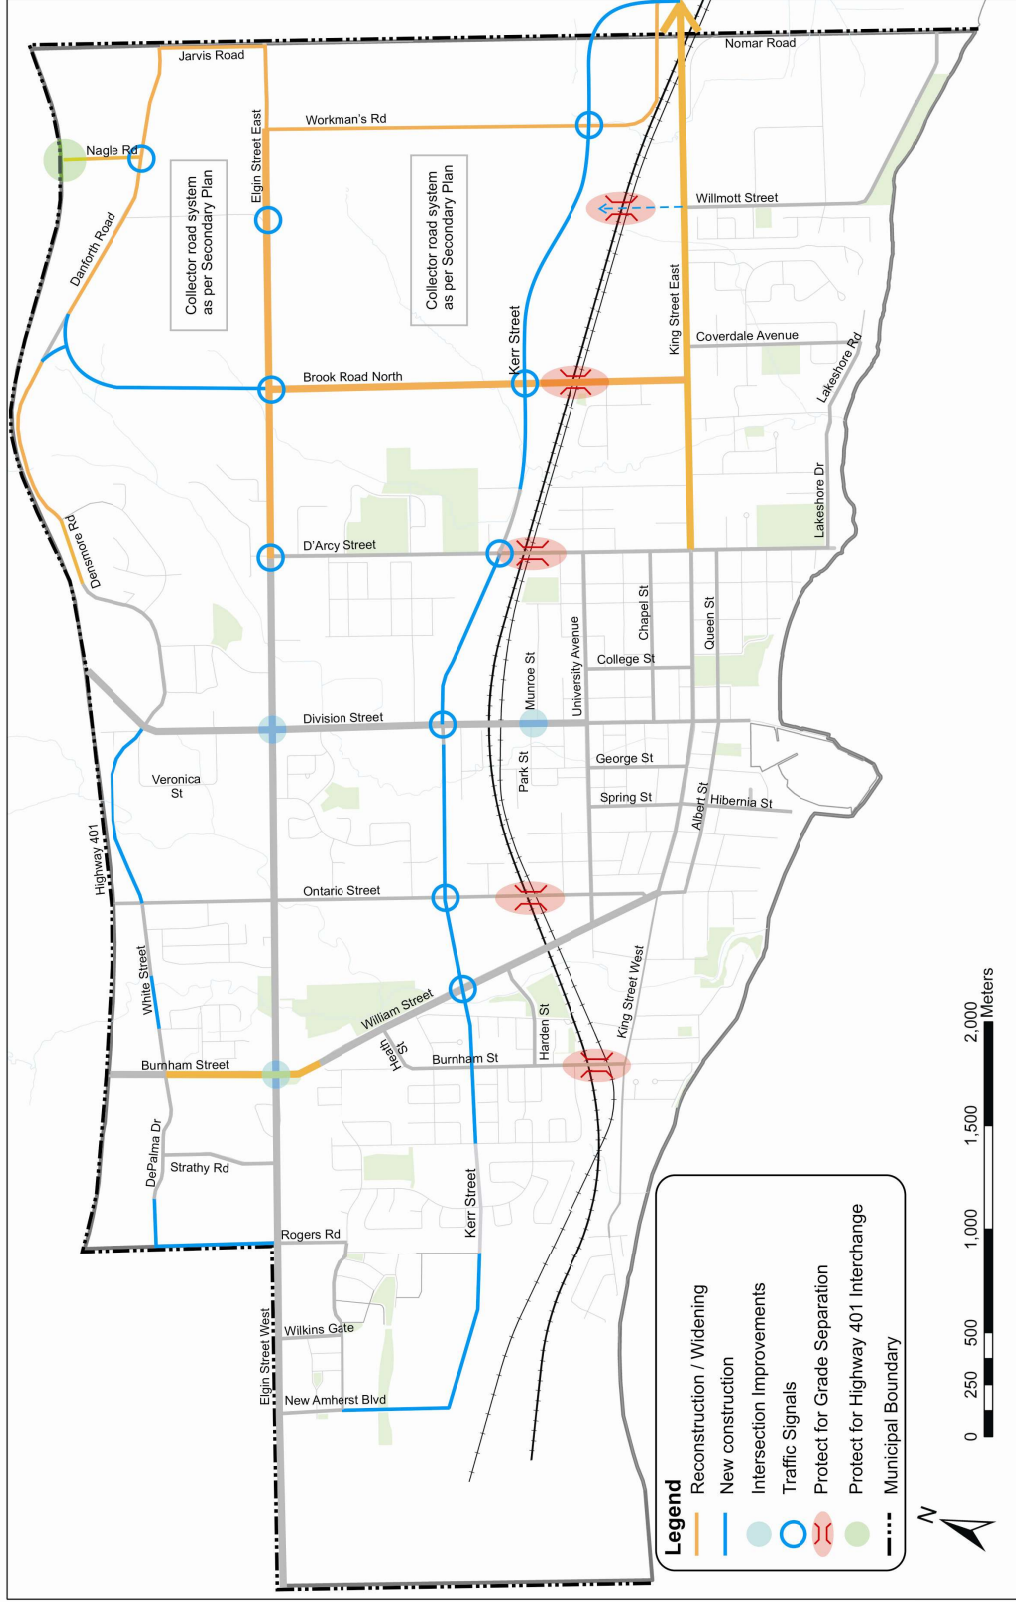 Jarvis Road
Nomar Road
Nagle Rd
Workman's Rd
Elgin Street East
Collector road system
as per Secondary Plan
Collector road system
as per Secondary Plan
Danforth Road
Willmott Street
King Street East
Kerr Street
Coverdale Avenue
Lakeshore Rd
Brook Road North
Densmore Rd
D'Arcy Street
Lakeshore Dr
Chapel St
Queen St
University Avenue
College St
Munroe St
Division Street
Park St
George St
Veronica
St
Spring St
Albert St
Hibernia St
Highway 401
Ontario Street
White Street
William Street
King Street West
Harden St
Heath
St
Burnham St
Burnham Street
DePalma Dr
Strathy Rd
Kerr Street
Rogers Rd
Wilkins Gate
Elgin Street West
New Amherst Blvd
Legend
Reconstruction / Widening
New construction
Intersection Improvements
Traffic Signals
Protect for Grade Separation
Protect for Highway 401 Interchange
Municipal Boundary
0 250 500 1,000 1,500 2,000
Meters
N